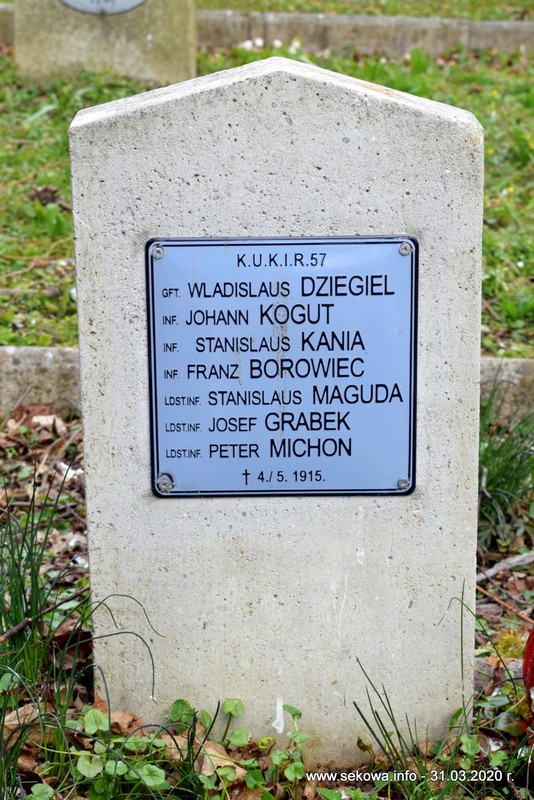 K.U.K.I.R.57
GFT. WLADISLAUS DZIEGIEL
INF. JOHANN KOGUT
INF. STANISLAUS KANIA
INF. FRANZ BOROWIEC
LDST.INF. STANISLAUS MAGUDA
LDST.INF. JOSEF GRABEK
LDST.INF. PETER MICHON
† 4./5. 1915.
www.sekowa.info - 31.03.2020 r.